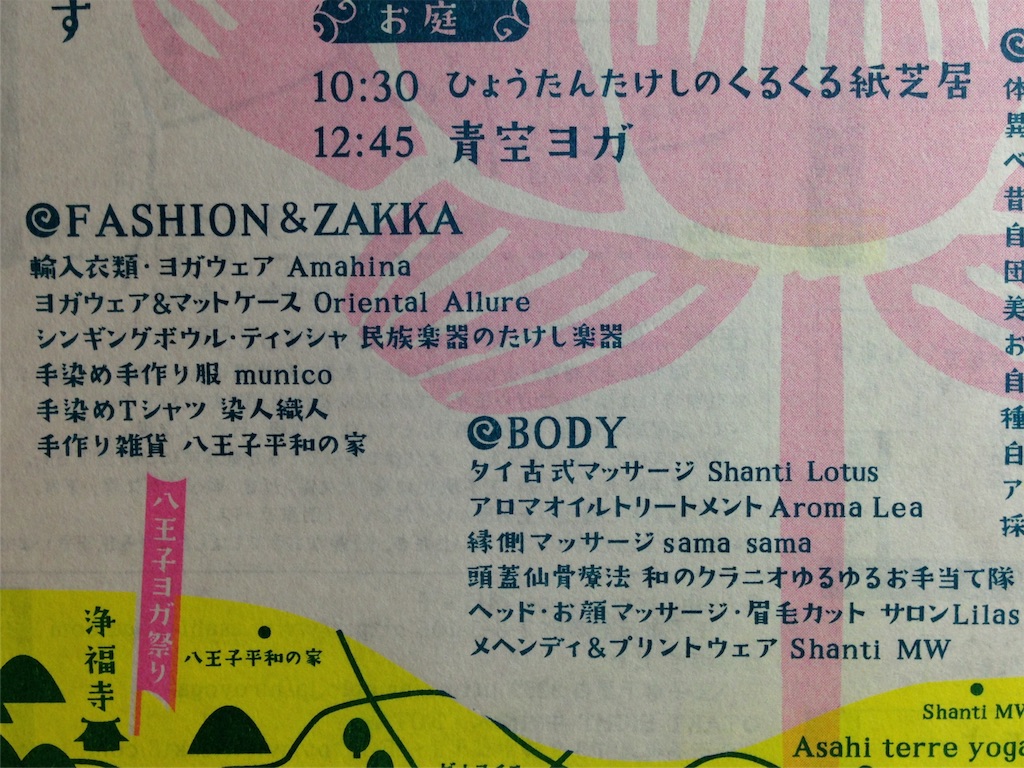 す
お庭
10:30 ひょうたんたけしのくるくる紙芝居
12:45 青空ヨガ
FASHION&ZAKKA
輸入衣類・ヨガウェア Amahina
ヨガウェア&マットケース Oriental Allure
シンギングボウル・ティンシャ 民族楽器のたけし楽器
手染め手作り服 munico
手染めTシャツ 染人織人
手作り雑貨 八王子平和の家
BODY
タイ古式マッサージ Shanti Lotus
アロマオイルトリートメント Aroma Lea
縁側マッサージ sama sama
頭蓋仙骨療法 和のクラニオゆるゆるお手当て隊
ヘッド・お顔マッサージ・眉毛カット サロンLilas
メヘンディ&プリントウェア Shanti MW
体
異
ベ
昔
自
団
美
お
自
種
自
ア
採
八王子ヨガ祭り
浄福寺
八王子平和の家
Shanti MW
Asahi terre yoga